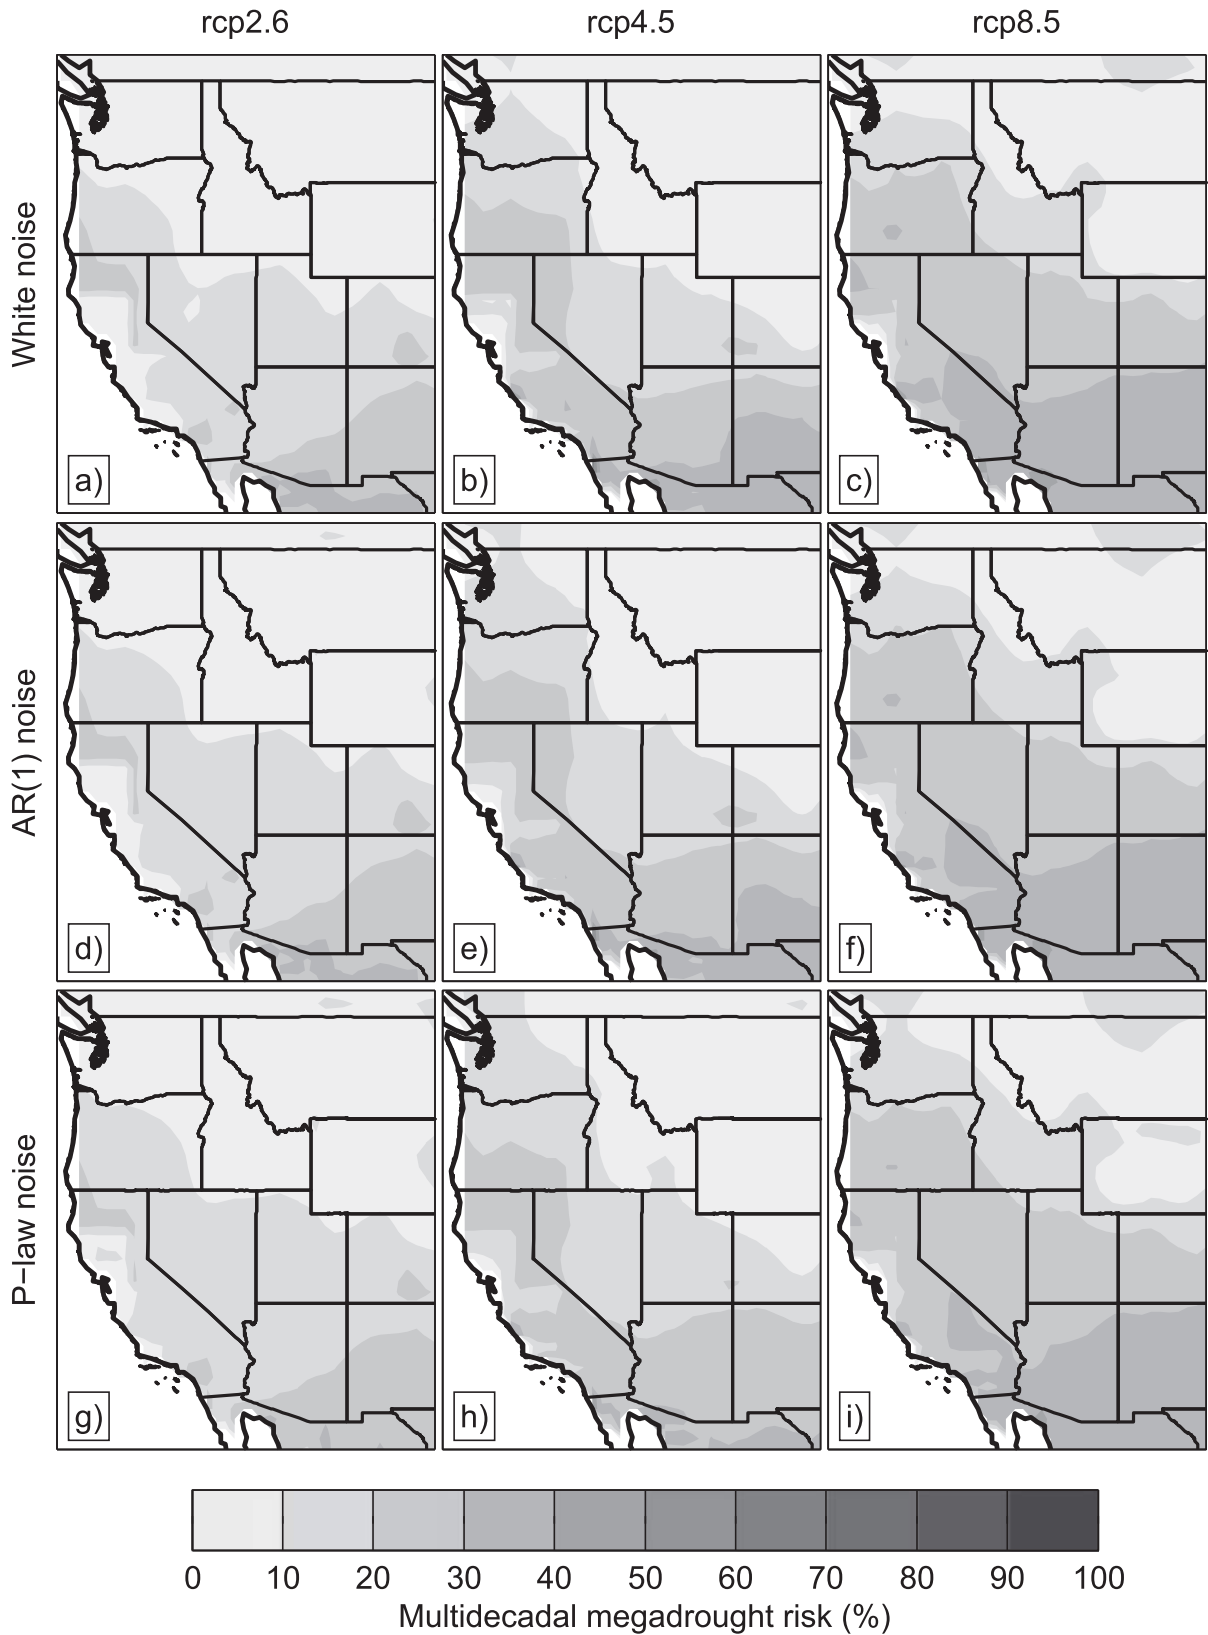 rcp2.6 rcp4.5 rcp8.5
White noise
a) b) c)
AR(1) noise
d) e) f)
P−law noise
g) h) i)
0 10 20 30 40 50 60 70 80 90 100
Multidecadal megadrought risk (%)